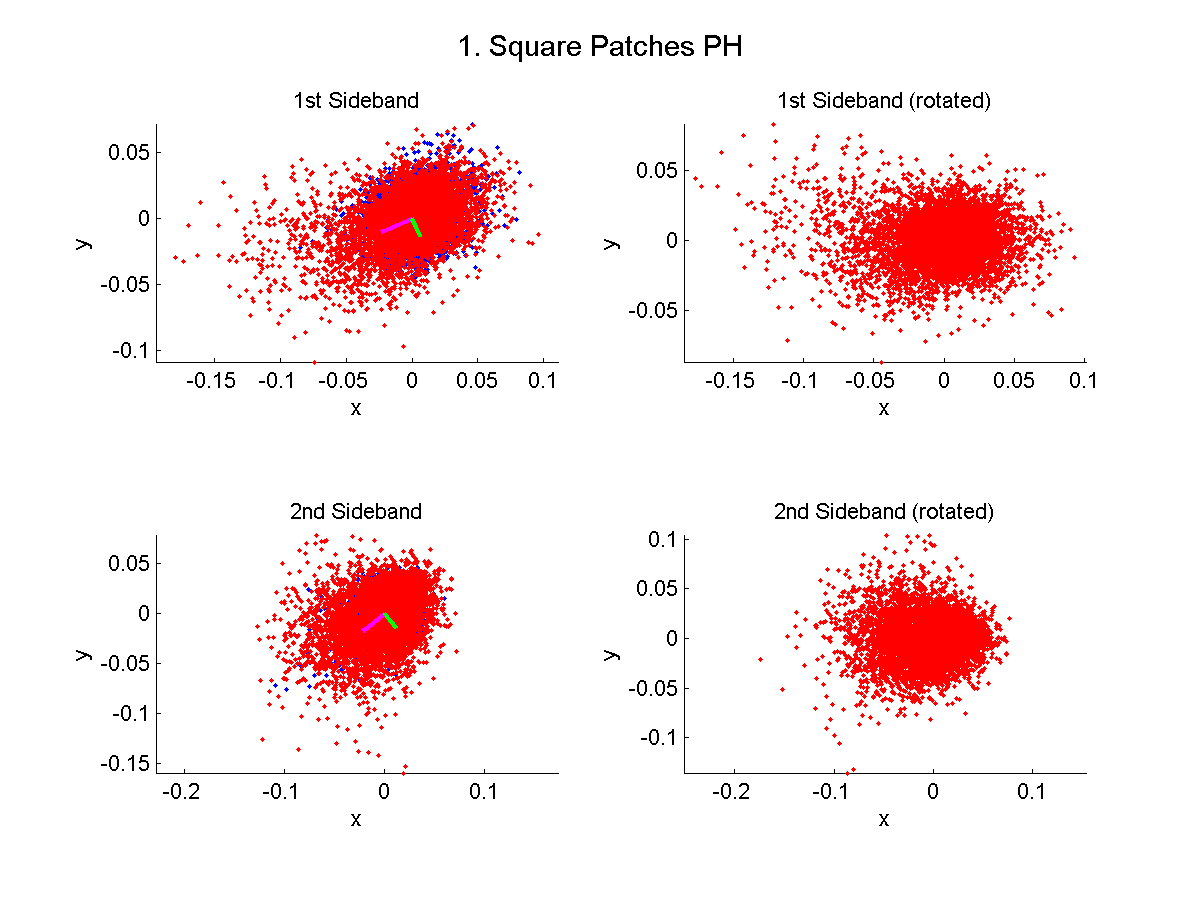 1. Square Patches PH
1st Sideband
0.05
0
-0.05
-0.1
y
-0.15 -0.1 -0.05 0 0.05 0.1
x
1st Sideband (rotated)
0.05
0
-0.05
y
-0.15 -0.1 -0.05 0 0.05 0.1
x
2nd Sideband
0.05
0
-0.05
-0.1
-0.15
y
-0.2 -0.1 0 0.1
x
2nd Sideband (rotated)
0.1
0.05
0
-0.05
-0.1
y
-0.2 -0.1 0 0.1
x